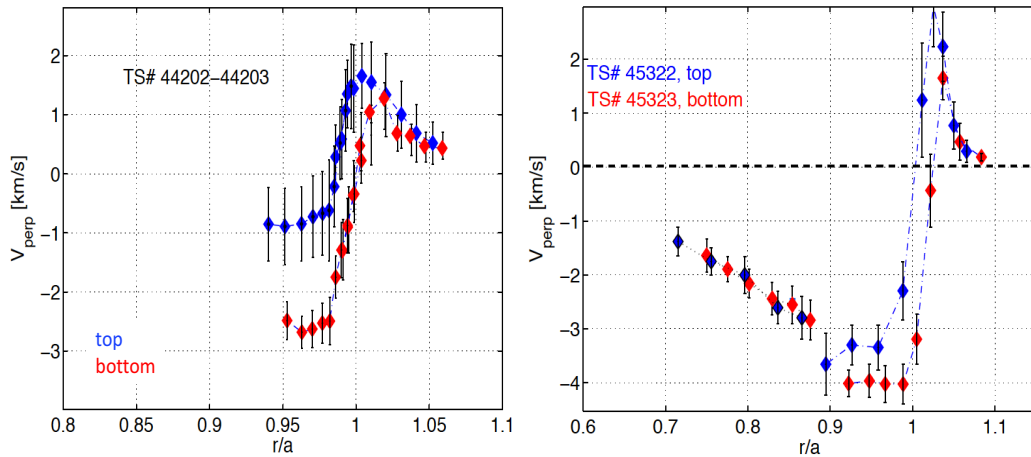 2
1
0
−1
−2
−3
V_perp [km/s]
TS# 44202−44203
top
bottom
0.8 0.85 0.9 0.95 1 1.05 1.1
r/a
2
1
0
−1
−2
−3
−4
V_perp [km/s]
TS# 45322, top
TS# 45323, bottom
0.6 0.7 0.8 0.9 1 1.1
r/a